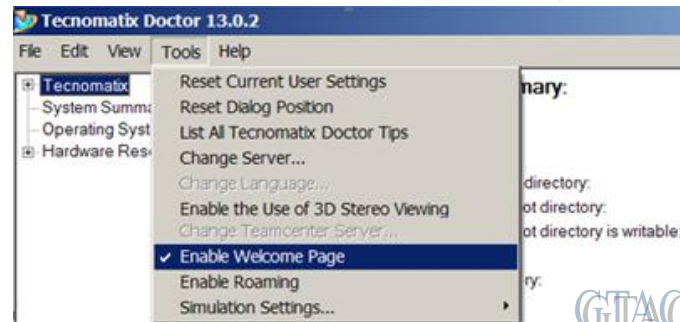 Tecnomatix Doctor 13.0.2
File Edit View Tools Help
Tecnomatix
System Summa
Operating Syst
Hardware Res
Reset Current User Settings
Reset Dialog Position
List All Tecnomatix Doctor Tips
Change Server...
Change Language...
Enable the Use of 3D Stereo Viewing
Change Teamcenter Server...
Enable Welcome Page
Enable Roaming
Simulation Settings...
mary:
directory:
ot directory:
ot directory is writable:
ry:
GTAC